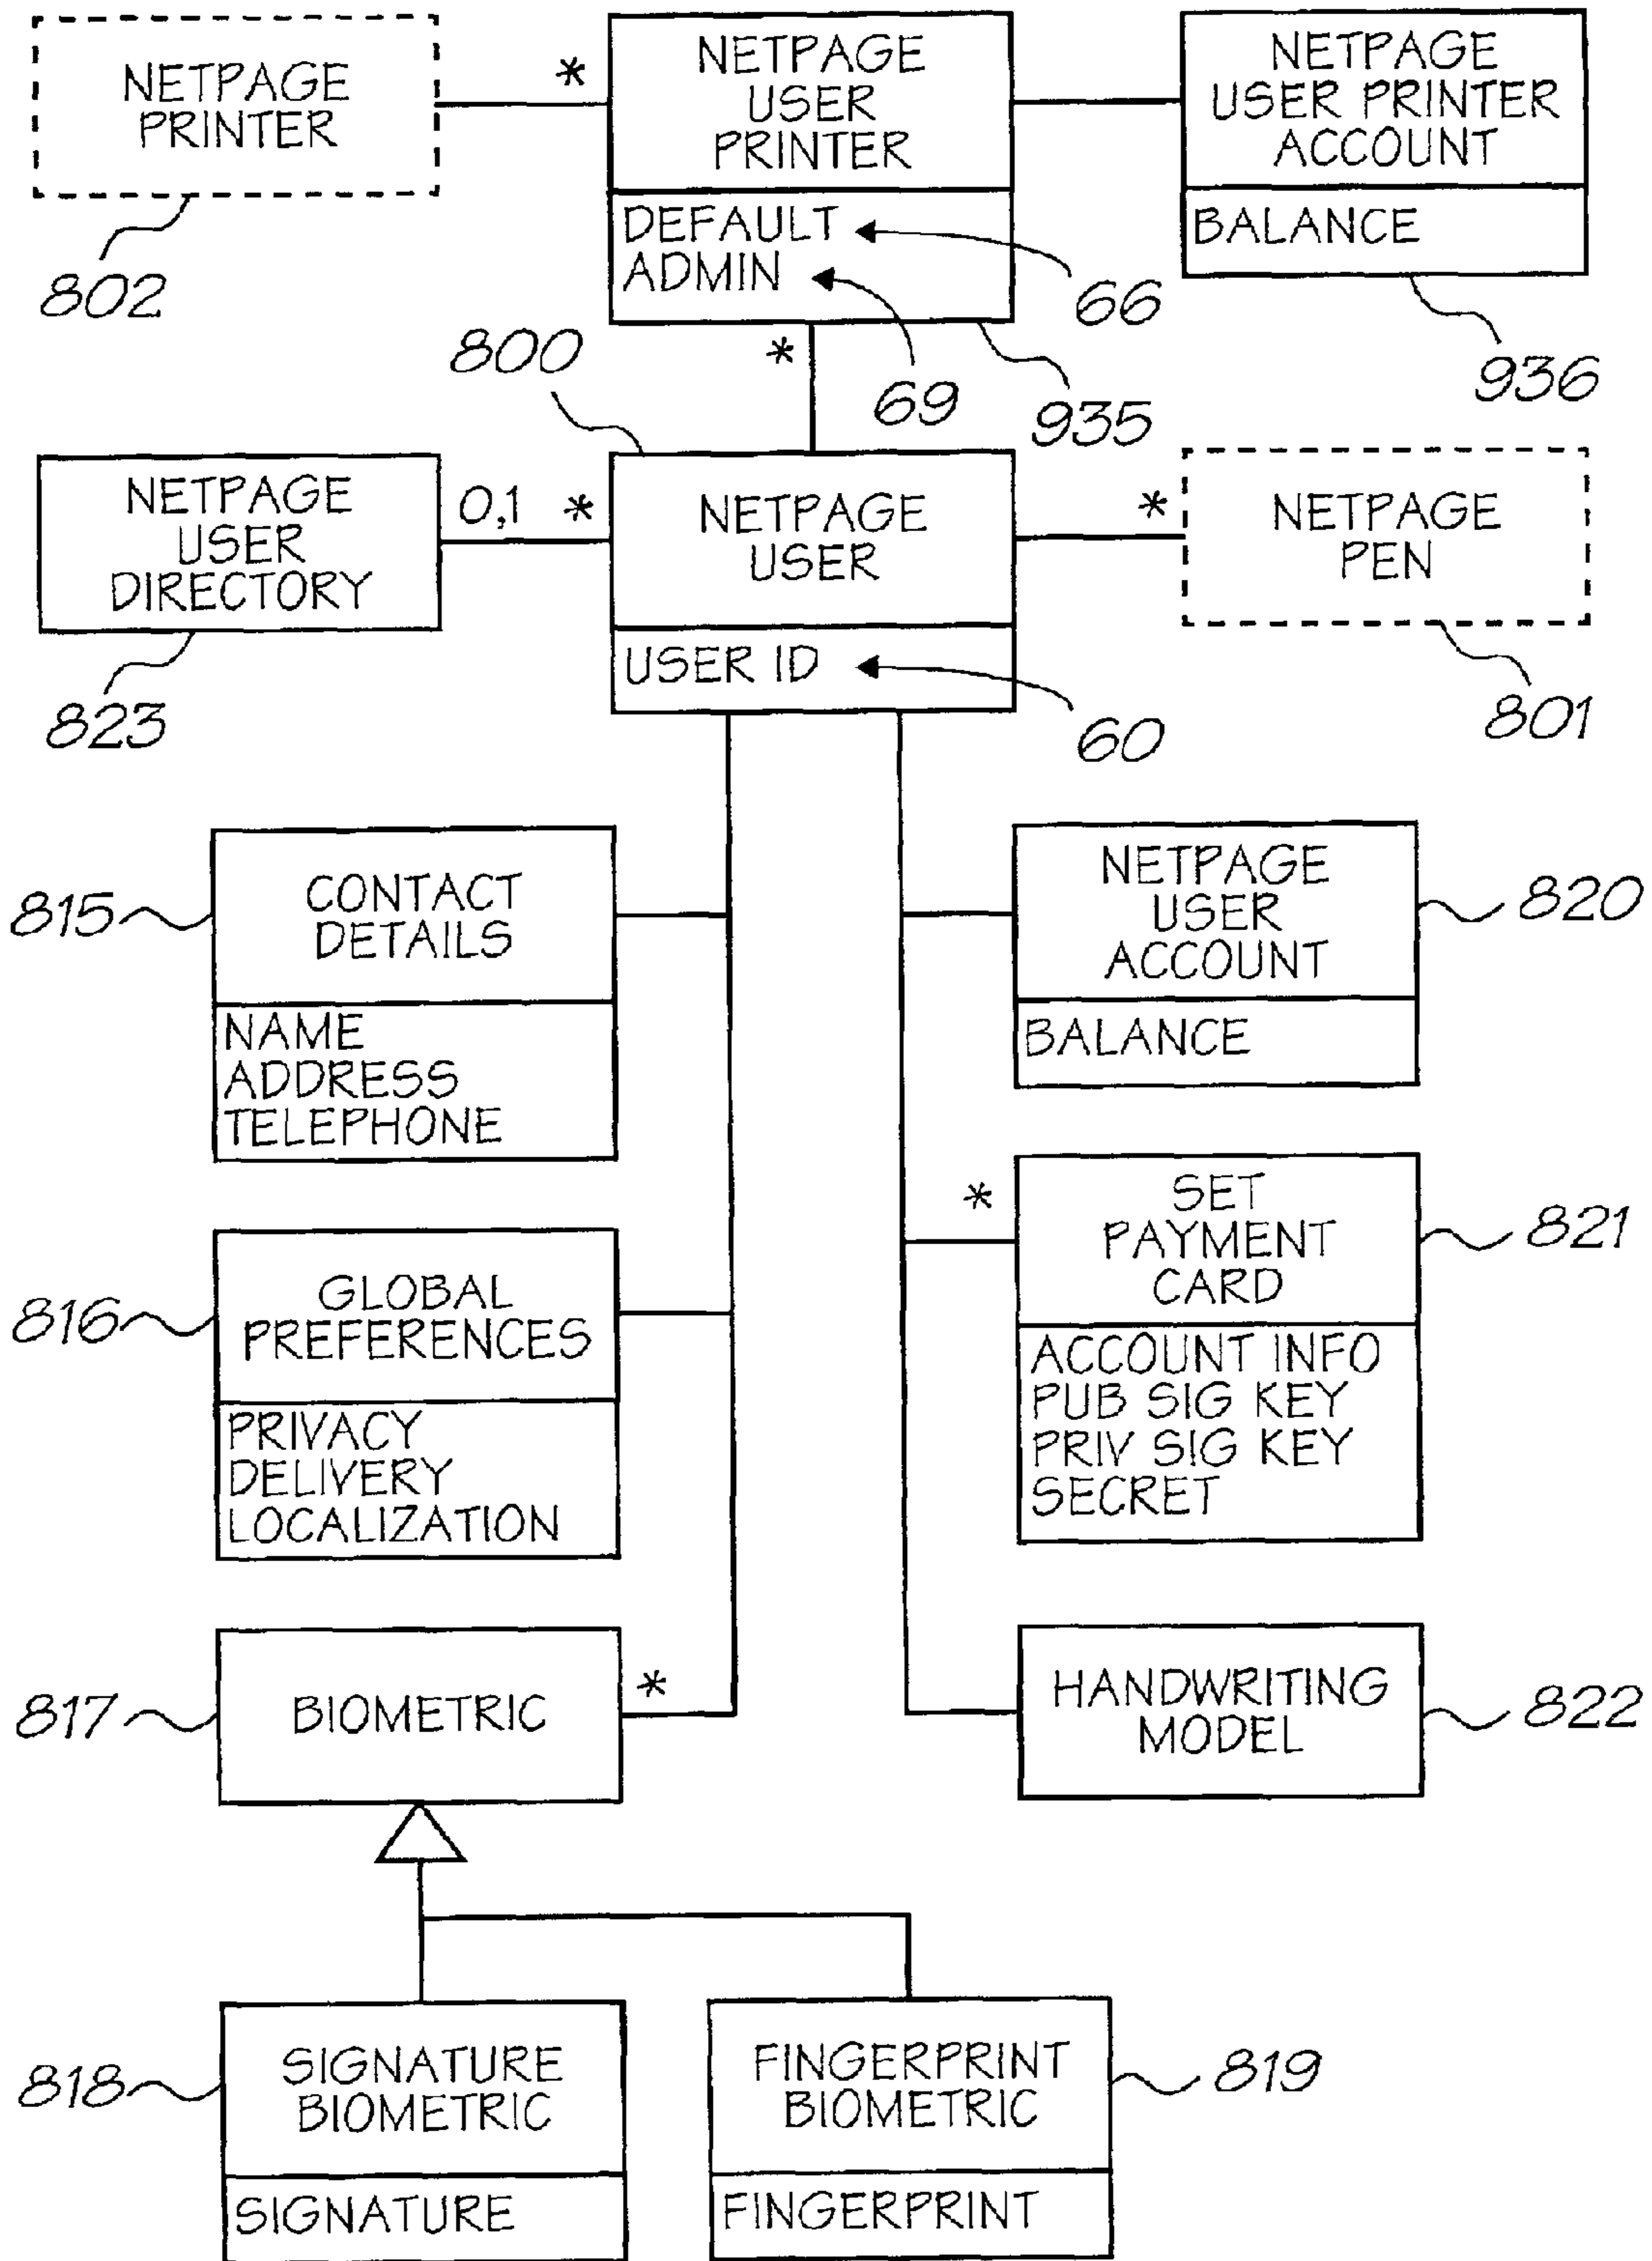 NETPAGE
PRINTER
802
*
NETPAGE
USER
PRINTER
DEFAULT
ADMIN
66
69
935
NETPAGE
USER PRINTER
ACCOUNT
BALANCE
936
*
800
NETPAGE
USER
DIRECTORY
823
0,1 *
NETPAGE
USER
USER ID
60
*
NETPAGE
PEN
801
815
CONTACT
DETAILS
NAME
ADDRESS
TELEPHONE
NETPAGE
USER
ACCOUNT
BALANCE
820
816
GLOBAL
PREFERENCES
PRIVACY
DELIVERY
LOCALIZATION
*
SET
PAYMENT
CARD
ACCOUNT INFO
PUB SIG KEY
PRIV SIG KEY
SECRET
821
817
BIOMETRIC
*
HANDWRITING
MODEL
822
818
SIGNATURE
BIOMETRIC
SIGNATURE
FINGERPRINT
BIOMETRIC
FINGERPRINT
819